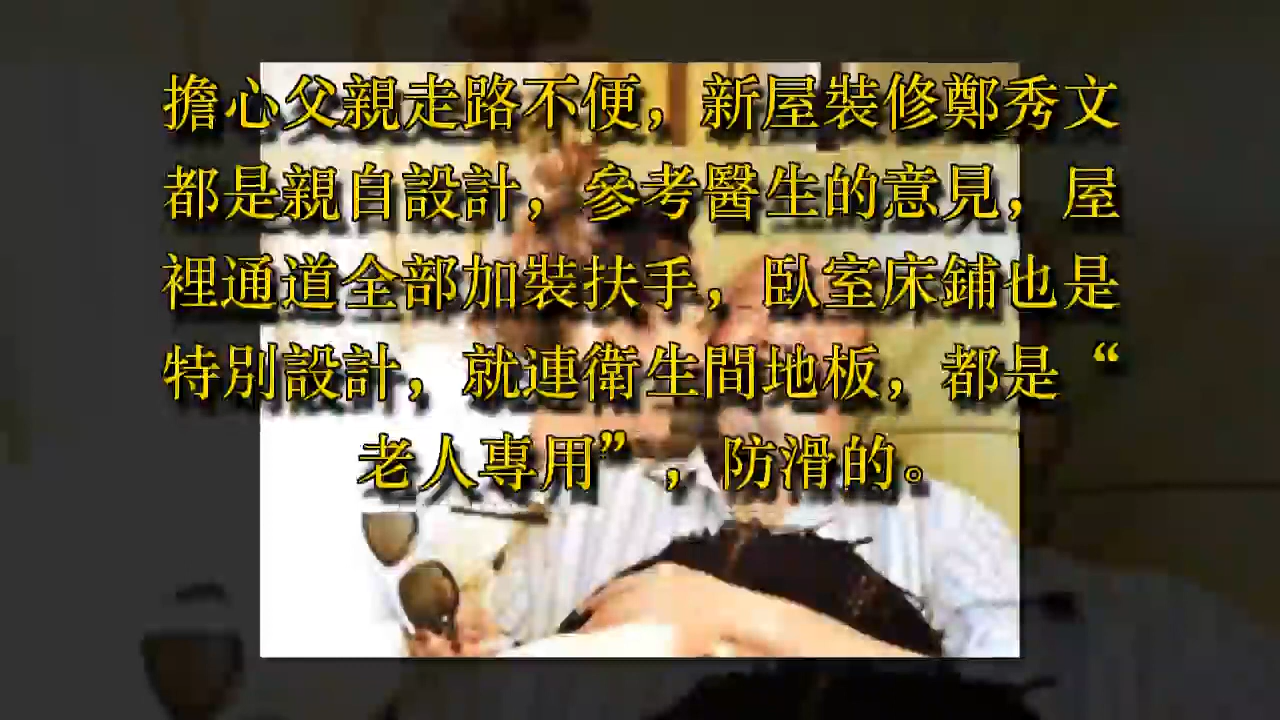 擔心父親走路不便，新屋裝修鄭秀文
都是親自設計，參考醫生的意見，屋
裡通道全部加裝扶手，臥室床鋪也是
特別設計，就連衛生間地板，都是“
老人專用”，防滑的。